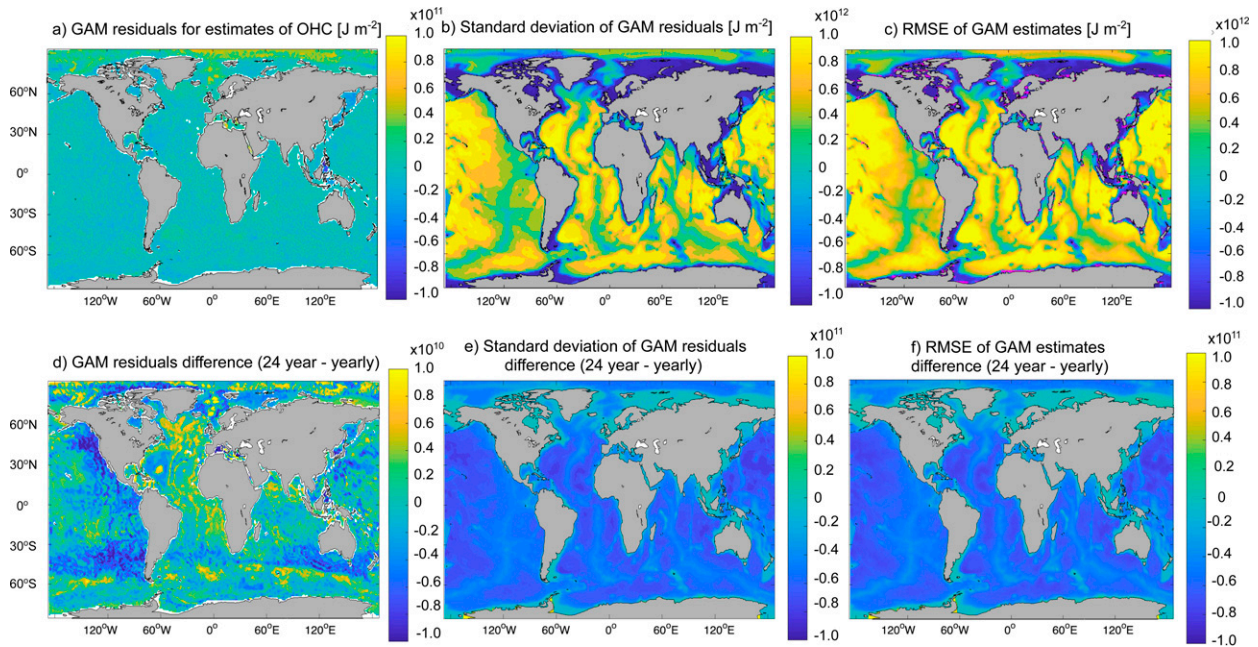 a) GAM residuals for estimates of OHC [J m-2]
x10¹¹
b) Standard deviation of GAM residuals [J m-2]
x10¹²
c) RMSE of GAM estimates [J m-2]
x10¹²
60°N
30°N
0°
30°S
60°S
120°W 60°W 0° 60°E 120°E
1.0
0.8
0.6
0.4
0.2
0
-0.2
-0.4
-0.6
-0.8
-1.0
120°W 60°W 0° 60°E 120°E
1.0
0.8
0.6
0.4
0.2
0
-0.2
-0.4
-0.6
-0.8
-1.0
120°W 60°W 0° 60°E 120°E
1.0
0.8
0.6
0.4
0.2
0
-0.2
-0.4
-0.6
-0.8
-1.0
d) GAM residuals difference (24 year - yearly)
x10¹⁰
e) Standard deviation of GAM residuals
difference (24 year - yearly)
x10¹¹
f) RMSE of GAM estimates
difference (24 year - yearly)
x10¹¹
60°N
30°N
0°
30°S
60°S
120°W 60°W 0° 60°E 120°E
1.0
0.8
0.6
0.4
0.2
0
-0.2
-0.4
-0.6
-0.8
-1.0
120°W 60°W 0° 60°E 120°E
1.0
0.8
0.6
0.4
0.2
0
-0.2
-0.4
-0.6
-0.8
-1.0
120°W 60°W 0° 60°E 120°E
1.0
0.8
0.6
0.4
0.2
0
-0.2
-0.4
-0.6
-0.8
-1.0